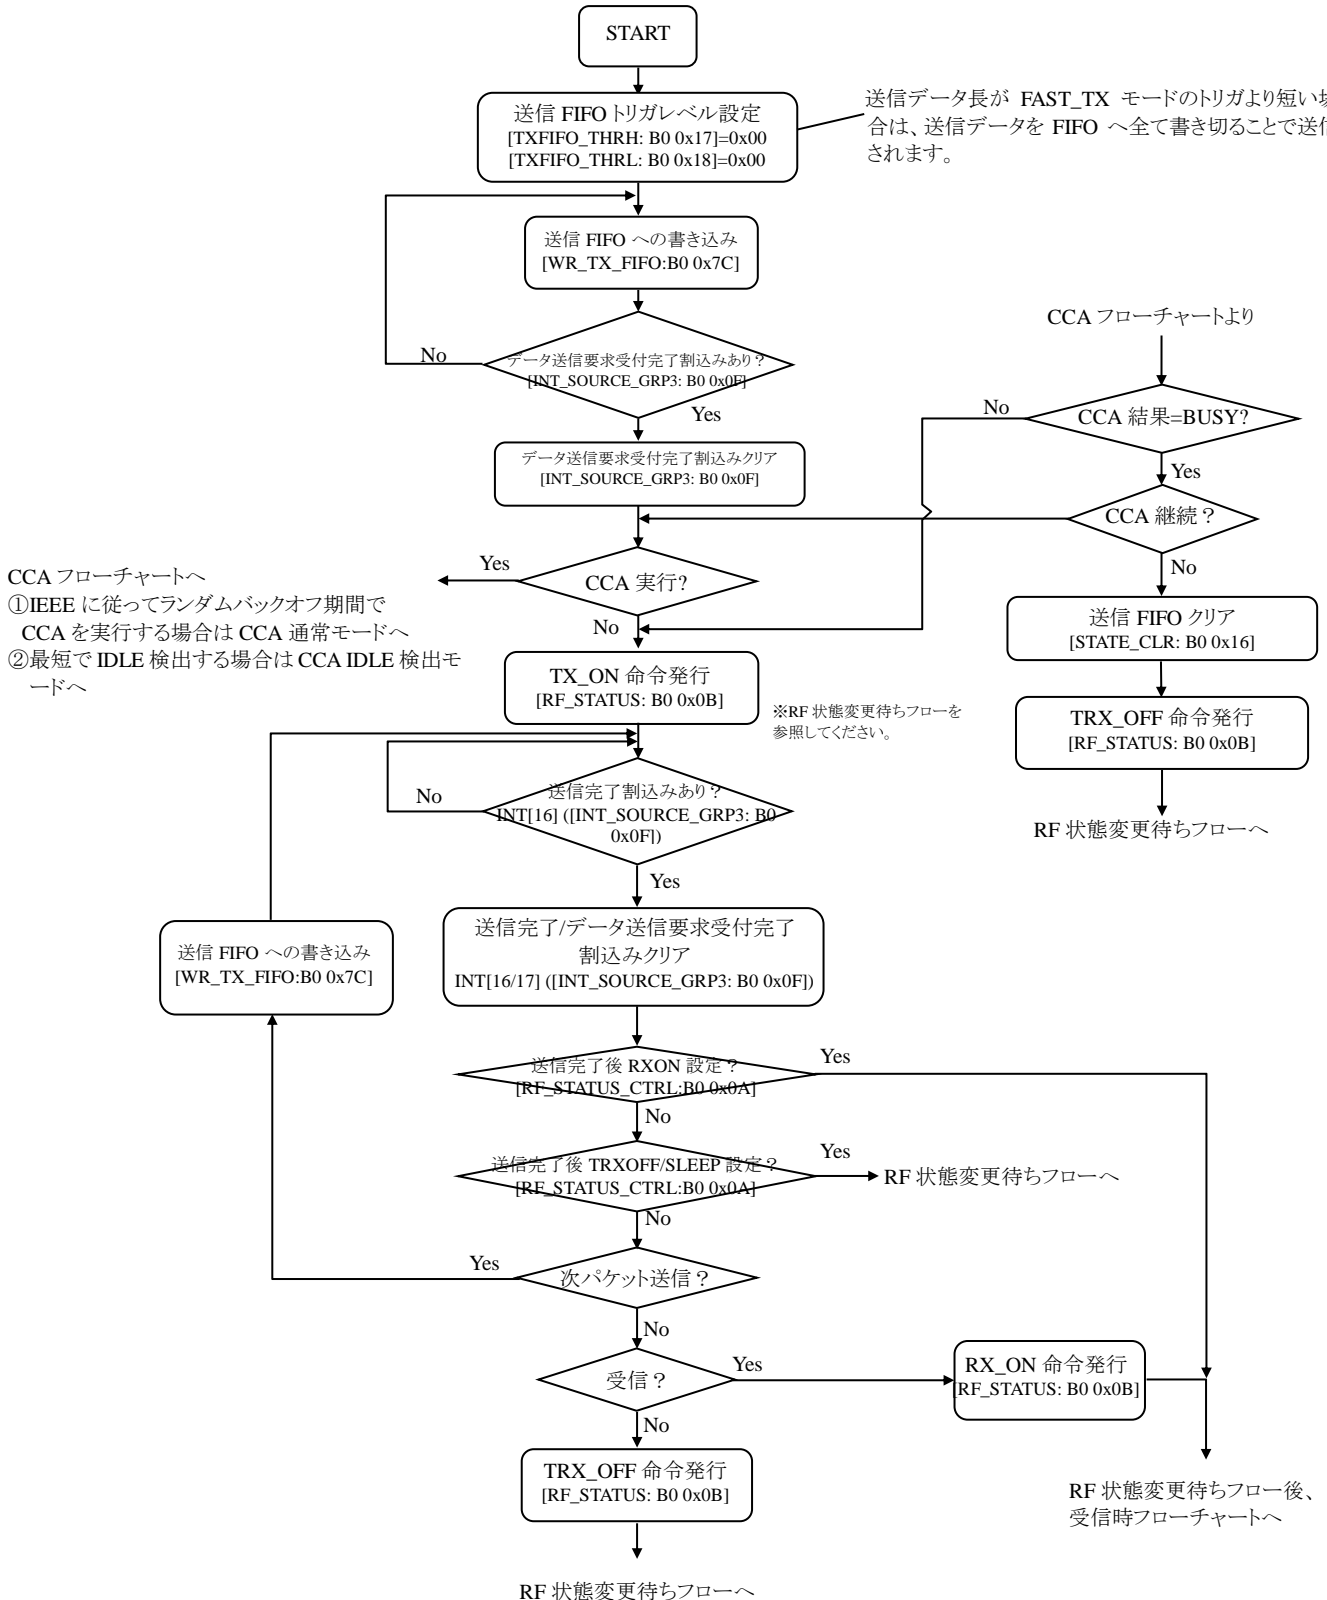 START
送信 FIFO トリガレベル設定
[TXFIFO_THRH: B0 0x17]=0x00
[TXFIFO_THRL: B0 0x18]=0x00
送信データ長が FAST_TX モードのトリガより短い場
合は、送信データを FIFO へ全て書き切ることで送信
されます。
送信 FIFO への書き込み
[WR_TX_FIFO:B0 0x7C]
データ送信要求受付完了割込みあり？
[INT_SOURCE_GRP3: B0 0x0F]
No
Yes
データ送信要求受付完了割込みクリア
[INT_SOURCE_GRP3: B0 0x0F]
CCA フローチャートより
CCA 結果=BUSY?
No
Yes
CCA 継続？
No
送信 FIFO クリア
[STATE_CLR: B0 0x16]
TRX_OFF 命令発行
[RF_STATUS: B0 0x0B]
RF 状態変更待ちフローへ
CCA 実行?
Yes
No
CCA フローチャートへ
①IEEE に従ってランダムバックオフ期間で
CCA を実行する場合は CCA 通常モードへ
②最短で IDLE 検出する場合は CCA IDLE 検出モ
ードへ
TX_ON 命令発行
[RF_STATUS: B0 0x0B]
※RF 状態変更待ちフローを
参照してください。
送信完了割込みあり？
INT[16] ([INT_SOURCE_GRP3: B0
0x0F])
No
Yes
送信完了/データ送信要求受付完了
割込みクリア
INT[16/17] ([INT_SOURCE_GRP3: B0 0x0F])
送信 FIFO への書き込み
[WR_TX_FIFO:B0 0x7C]
送信完了後 RXON 設定？
[RF_STATUS_CTRL:B0 0x0A]
Yes
No
送信完了後 TRXOFF/SLEEP 設定？
[RF_STATUS_CTRL:B0 0x0A]
Yes
RF 状態変更待ちフローへ
No
次パケット送信？
Yes
No
受信？
Yes
RX_ON 命令発行
[RF_STATUS: B0 0x0B]
No
TRX_OFF 命令発行
[RF_STATUS: B0 0x0B]
RF 状態変更待ちフロー後、
受信時フローチャートへ
RF 状態変更待ちフローへ